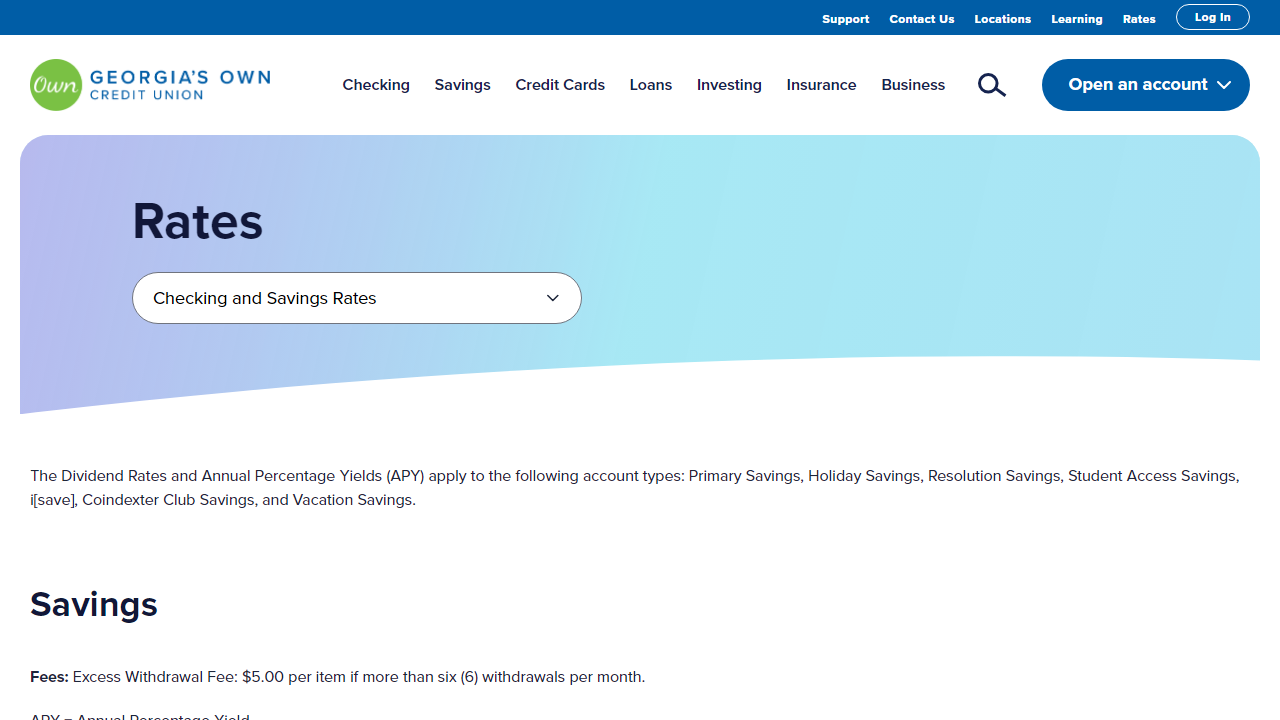 Support Contact Us Locations Learning Rates Log In
Own GEORGIA'S OWN
CREDIT UNION
Checking Savings Credit Cards Loans Investing Insurance Business Open an account
Rates
Checking and Savings Rates
The Dividend Rates and Annual Percentage Yields (APY) apply to the following account types: Primary Savings, Holiday Savings, Resolution Savings, Student Access Savings,
i[save], Coindexter Club Savings, and Vacation Savings.
Savings
Fees: Excess Withdrawal Fee: $5.00 per item if more than six (6) withdrawals per month.
APY = Annual Percentage Yield